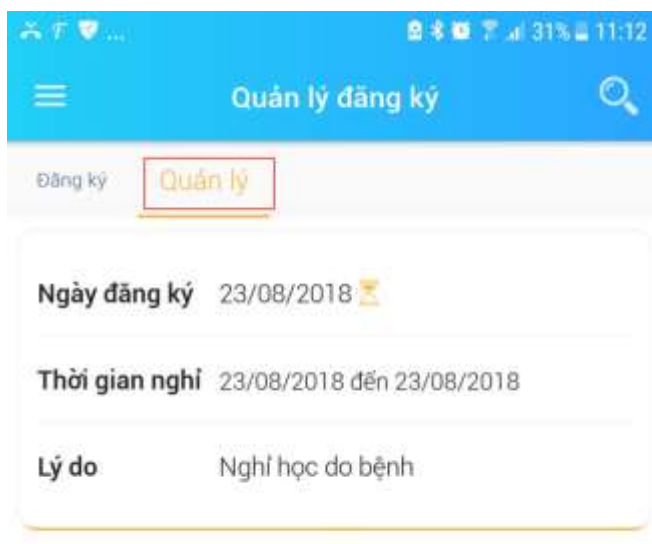 31% 11:12
Quản lý đăng ký
Đăng ký Quản lý
Ngày đăng ký 23/08/2018
Thời gian nghỉ 23/08/2018 đến 23/08/2018
Lý do Nghỉ học do bệnh